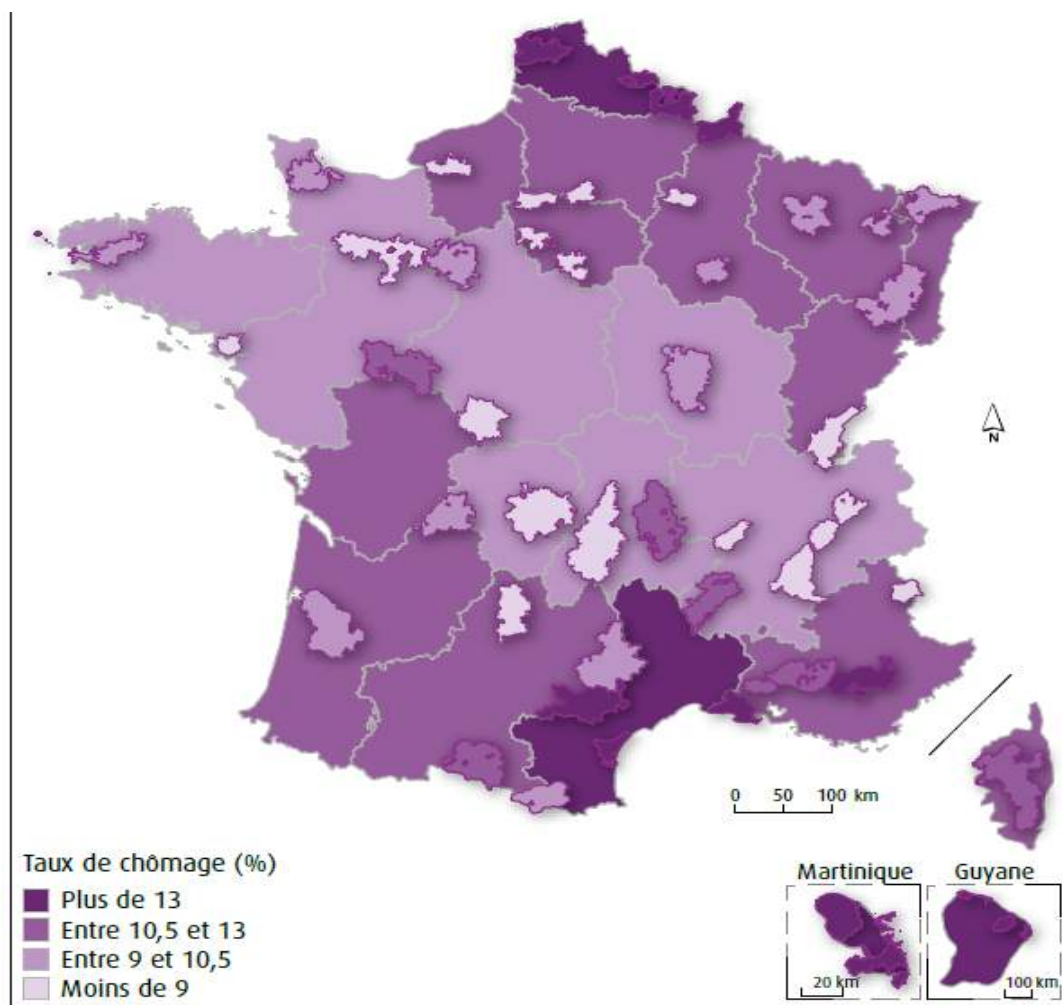 N
0 50 100 km
Taux de chômage (%)
Plus de 13
Entre 10,5 et 13
Entre 9 et 10,5
Moins de 9
Martinique
20 km
Guyane
100 km